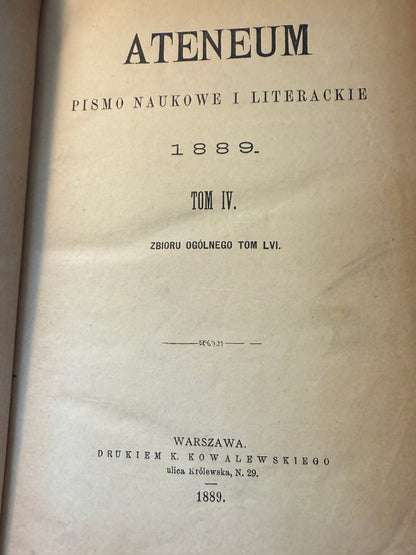 ATENEUM
PISMO NAUKOWE I LITERACKIE
1889.
TOM IV.
ZBIORU OGÓLNEGO TOM LVI.
WARSZAWA.
DRUKIEM K. KOWALEWSKIEGO
ulica Królewska, N. 29.
1889.